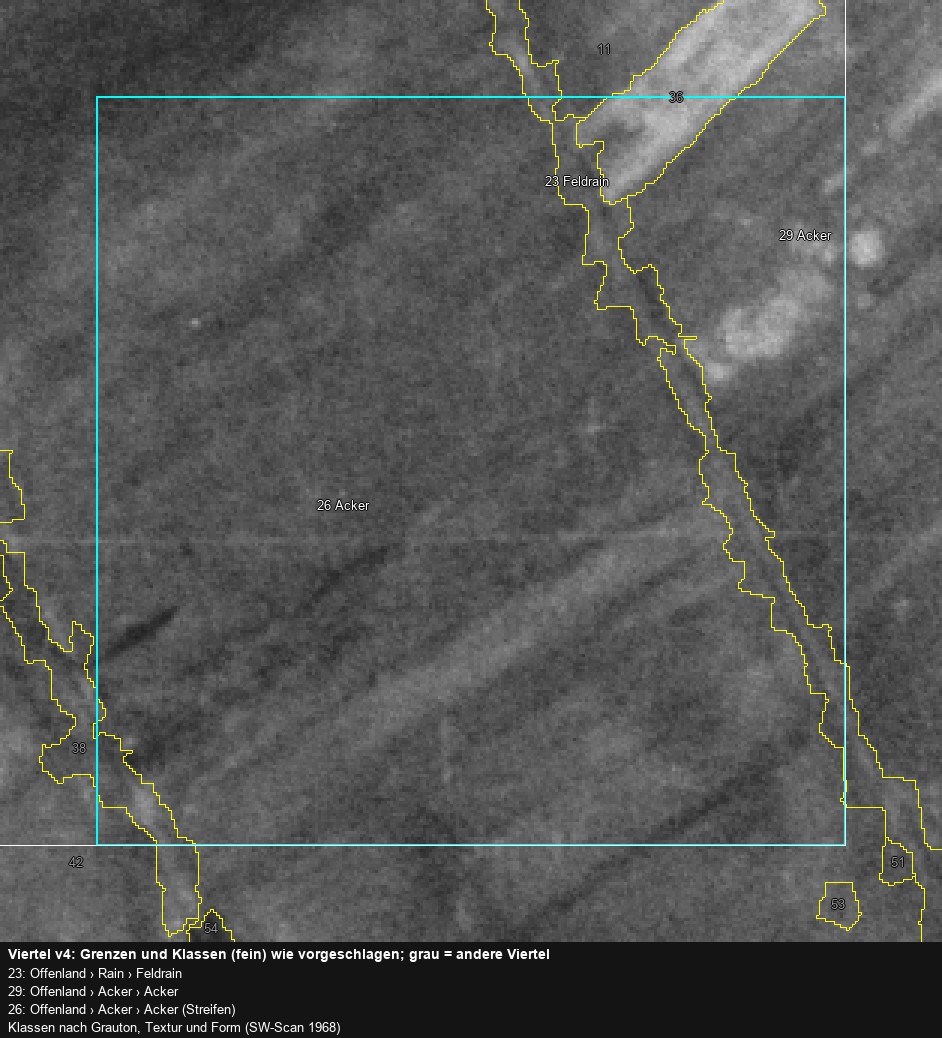 11
36
23 Feldrain
29 Acker
26 Acker
38
42
51
53
54
Viertel v4: Grenzen und Klassen (fein) wie vorgeschlagen; grau = andere Viertel
23: Offenland › Rain › Feldrain
29: Offenland › Acker › Acker
26: Offenland › Acker › Acker (Streifen)
Klassen nach Grauton, Textur und Form (SW-Scan 1968)